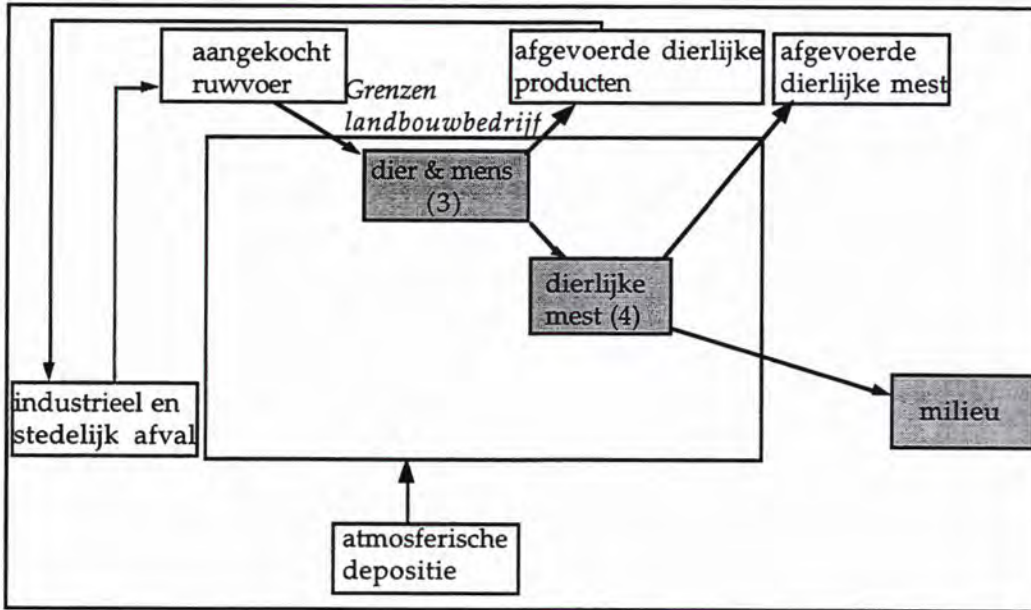 aangekocht
ruwvoer
afgevoerde dierlijke
producten
afgevoerde
dierlijke mest
Grenzen
landbouwbedrijf
dier & mens
(3)
dierlijke
mest (4)
industrieel en
stedelijk afval
milieu
atmosferische
depositie